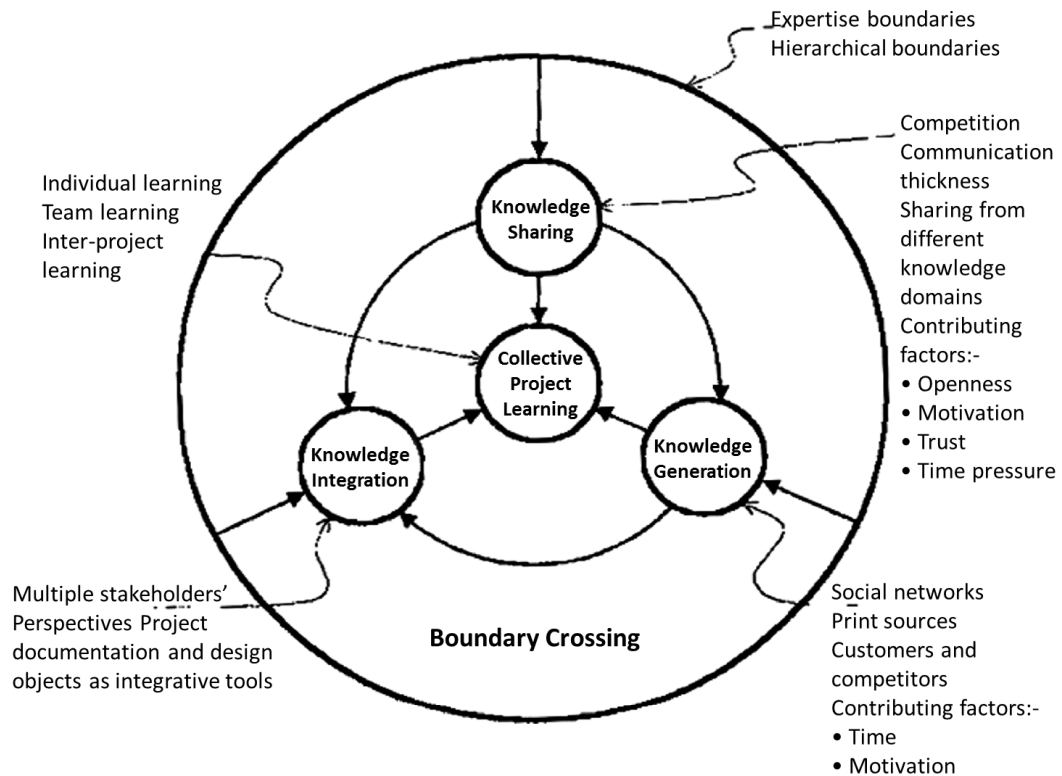 Expertise boundaries
Hierarchical boundaries
Competition
Communication
thickness
Sharing from
different
knowledge
domains
Contributing
factors:-
• Openness
• Motivation
• Trust
• Time pressure
Individual learning
Team learning
Inter-project
learning
Knowledge
Sharing
Collective
Project
Learning
Knowledge
Integration
Knowledge
Generation
Multiple stakeholders’
Perspectives Project
documentation and design
objects as integrative tools
Boundary Crossing
Social networks
Print sources
Customers and
competitors
Contributing factors:-
• Time
• Motivation